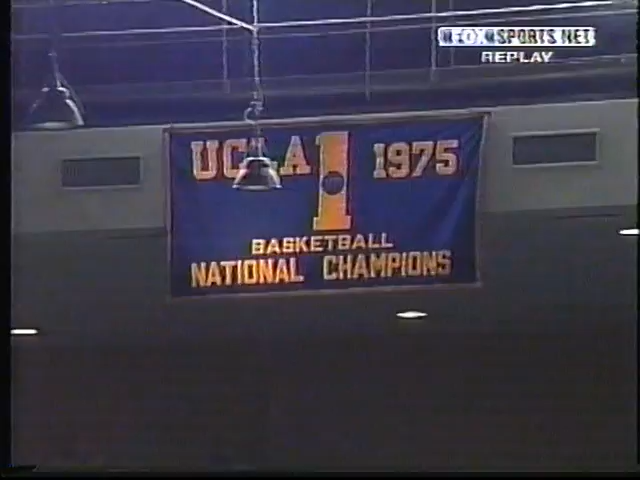 FOX SPORTS NET
REPLAY
UCLA 1 1975
BASKETBALL
NATIONAL CHAMPIONS